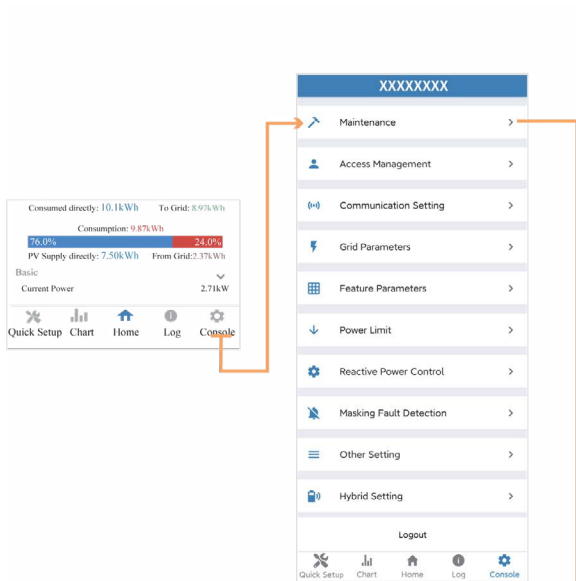 Consumed directly: 10.1kWh To Grid: 8.97kWh
Consumption: 9.87kWh
76.0% 24.0%
PV Supply directly: 7.50kWh From Grid:2.37kWh
Basic
Current Power 2.71kW
Quick Setup Chart Home Log Console
XXXXXXXX
Maintenance
Access Management
Communication Setting
Grid Parameters
Feature Parameters
Power Limit
Reactive Power Control
Masking Fault Detection
Other Setting
Hybrid Setting
Logout
Quick Setup Chart Home Log Console